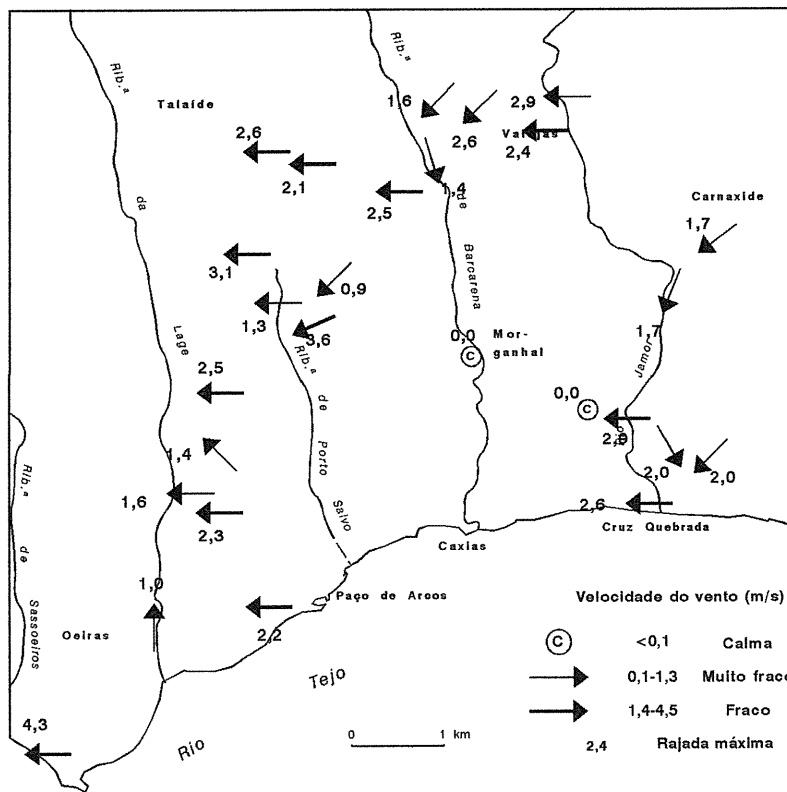 Rib.ª
da
Lage
Talaíde
Rib.ª
de
Barcarena
1,6
2,6
2,9
Valejas
2,4
2,6
2,1
1,4
2,5
Carnaxide
1,7
3,1
0,9
1,3
3,6
Rib.ª
de
Porto
Salvo
0,0
C
Morganhal
1,7
Jamor
2,5
0,0
C
2,9
1,4
2,0
2,0
1,6
2,3
2,6
Cruz Quebrada
Caxias
Rib.ª
de
Sassoeiros
1,0
Oeiras
2,2
Paço de Arcos
4,3
Rio
Tejo
0 1 km
Velocidade do vento (m/s)
C <0,1 Calma
0,1-1,3 Muito fraco
1,4-4,5 Fraco
2,4 Rajada máxima